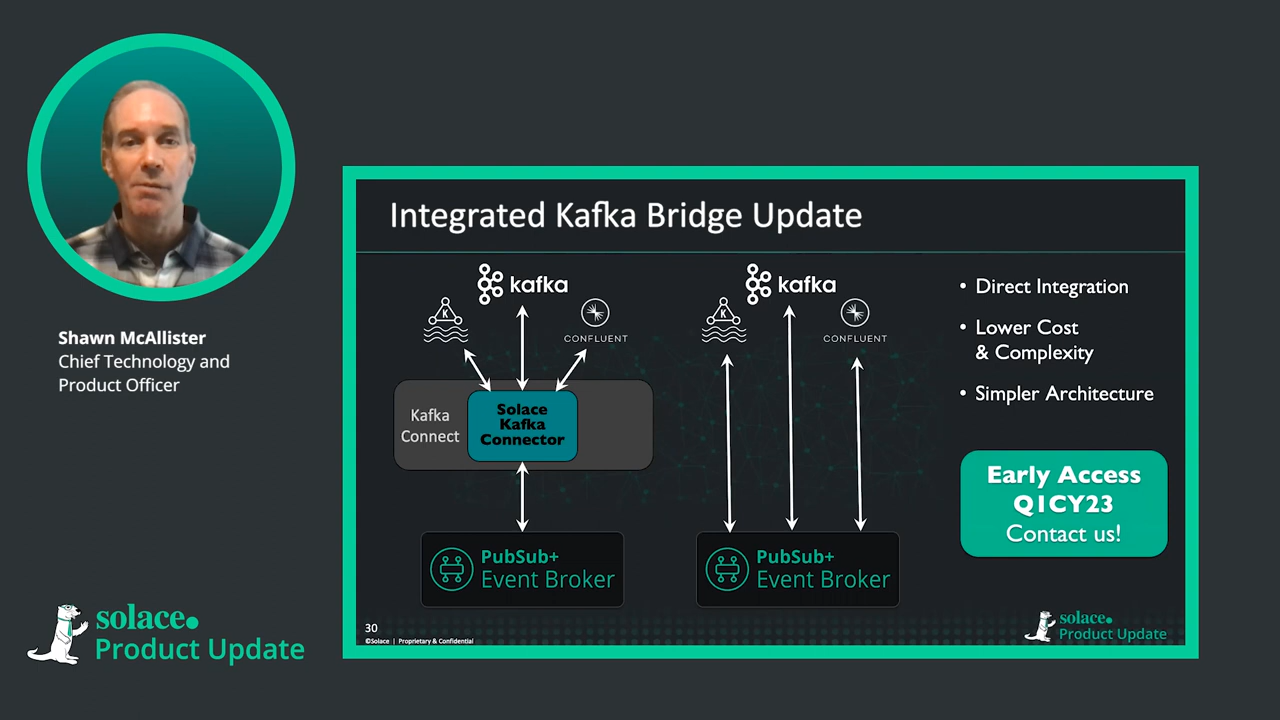 Shawn McAllister
Chief Technology and
Product Officer
solace.
Product Update
Integrated Kafka Bridge Update
kafka
K
CONFLUENT
Kafka
Connect
Solace
Kafka
Connector
PubSub+
Event Broker
kafka
K
CONFLUENT
PubSub+
Event Broker
• Direct Integration
• Lower Cost
& Complexity
• Simpler Architecture
Early Access
Q1CY23
Contact us!
30
©Solace | Proprietary & Confidential
solace.
Product Update